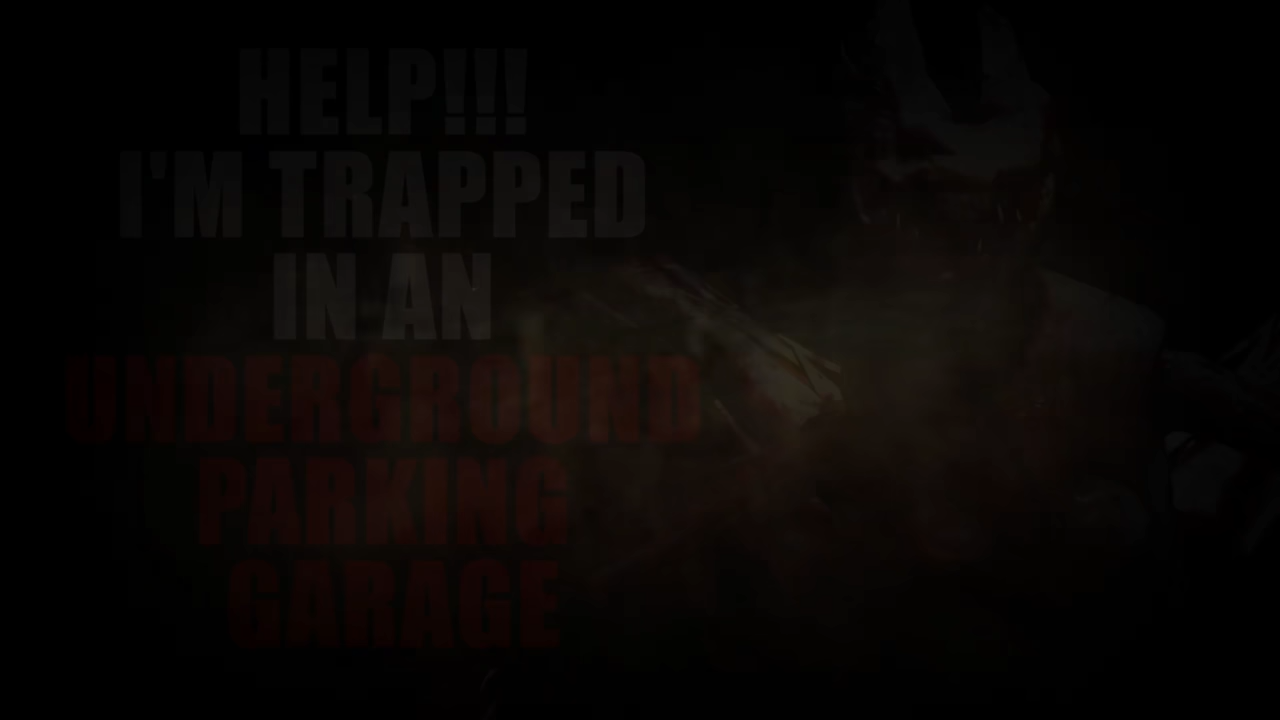 HELP!!!
I'M TRAPPED
IN AN
UNDERGROUND
PARKING
GARAGE